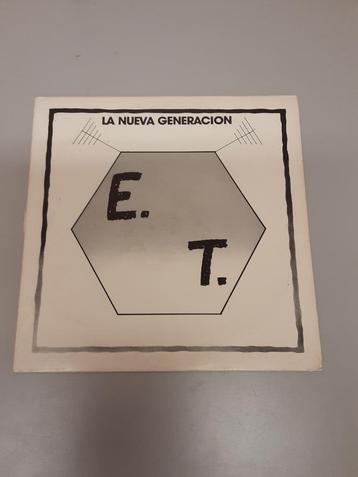 LA NUEVA GENERACION
E.
T.